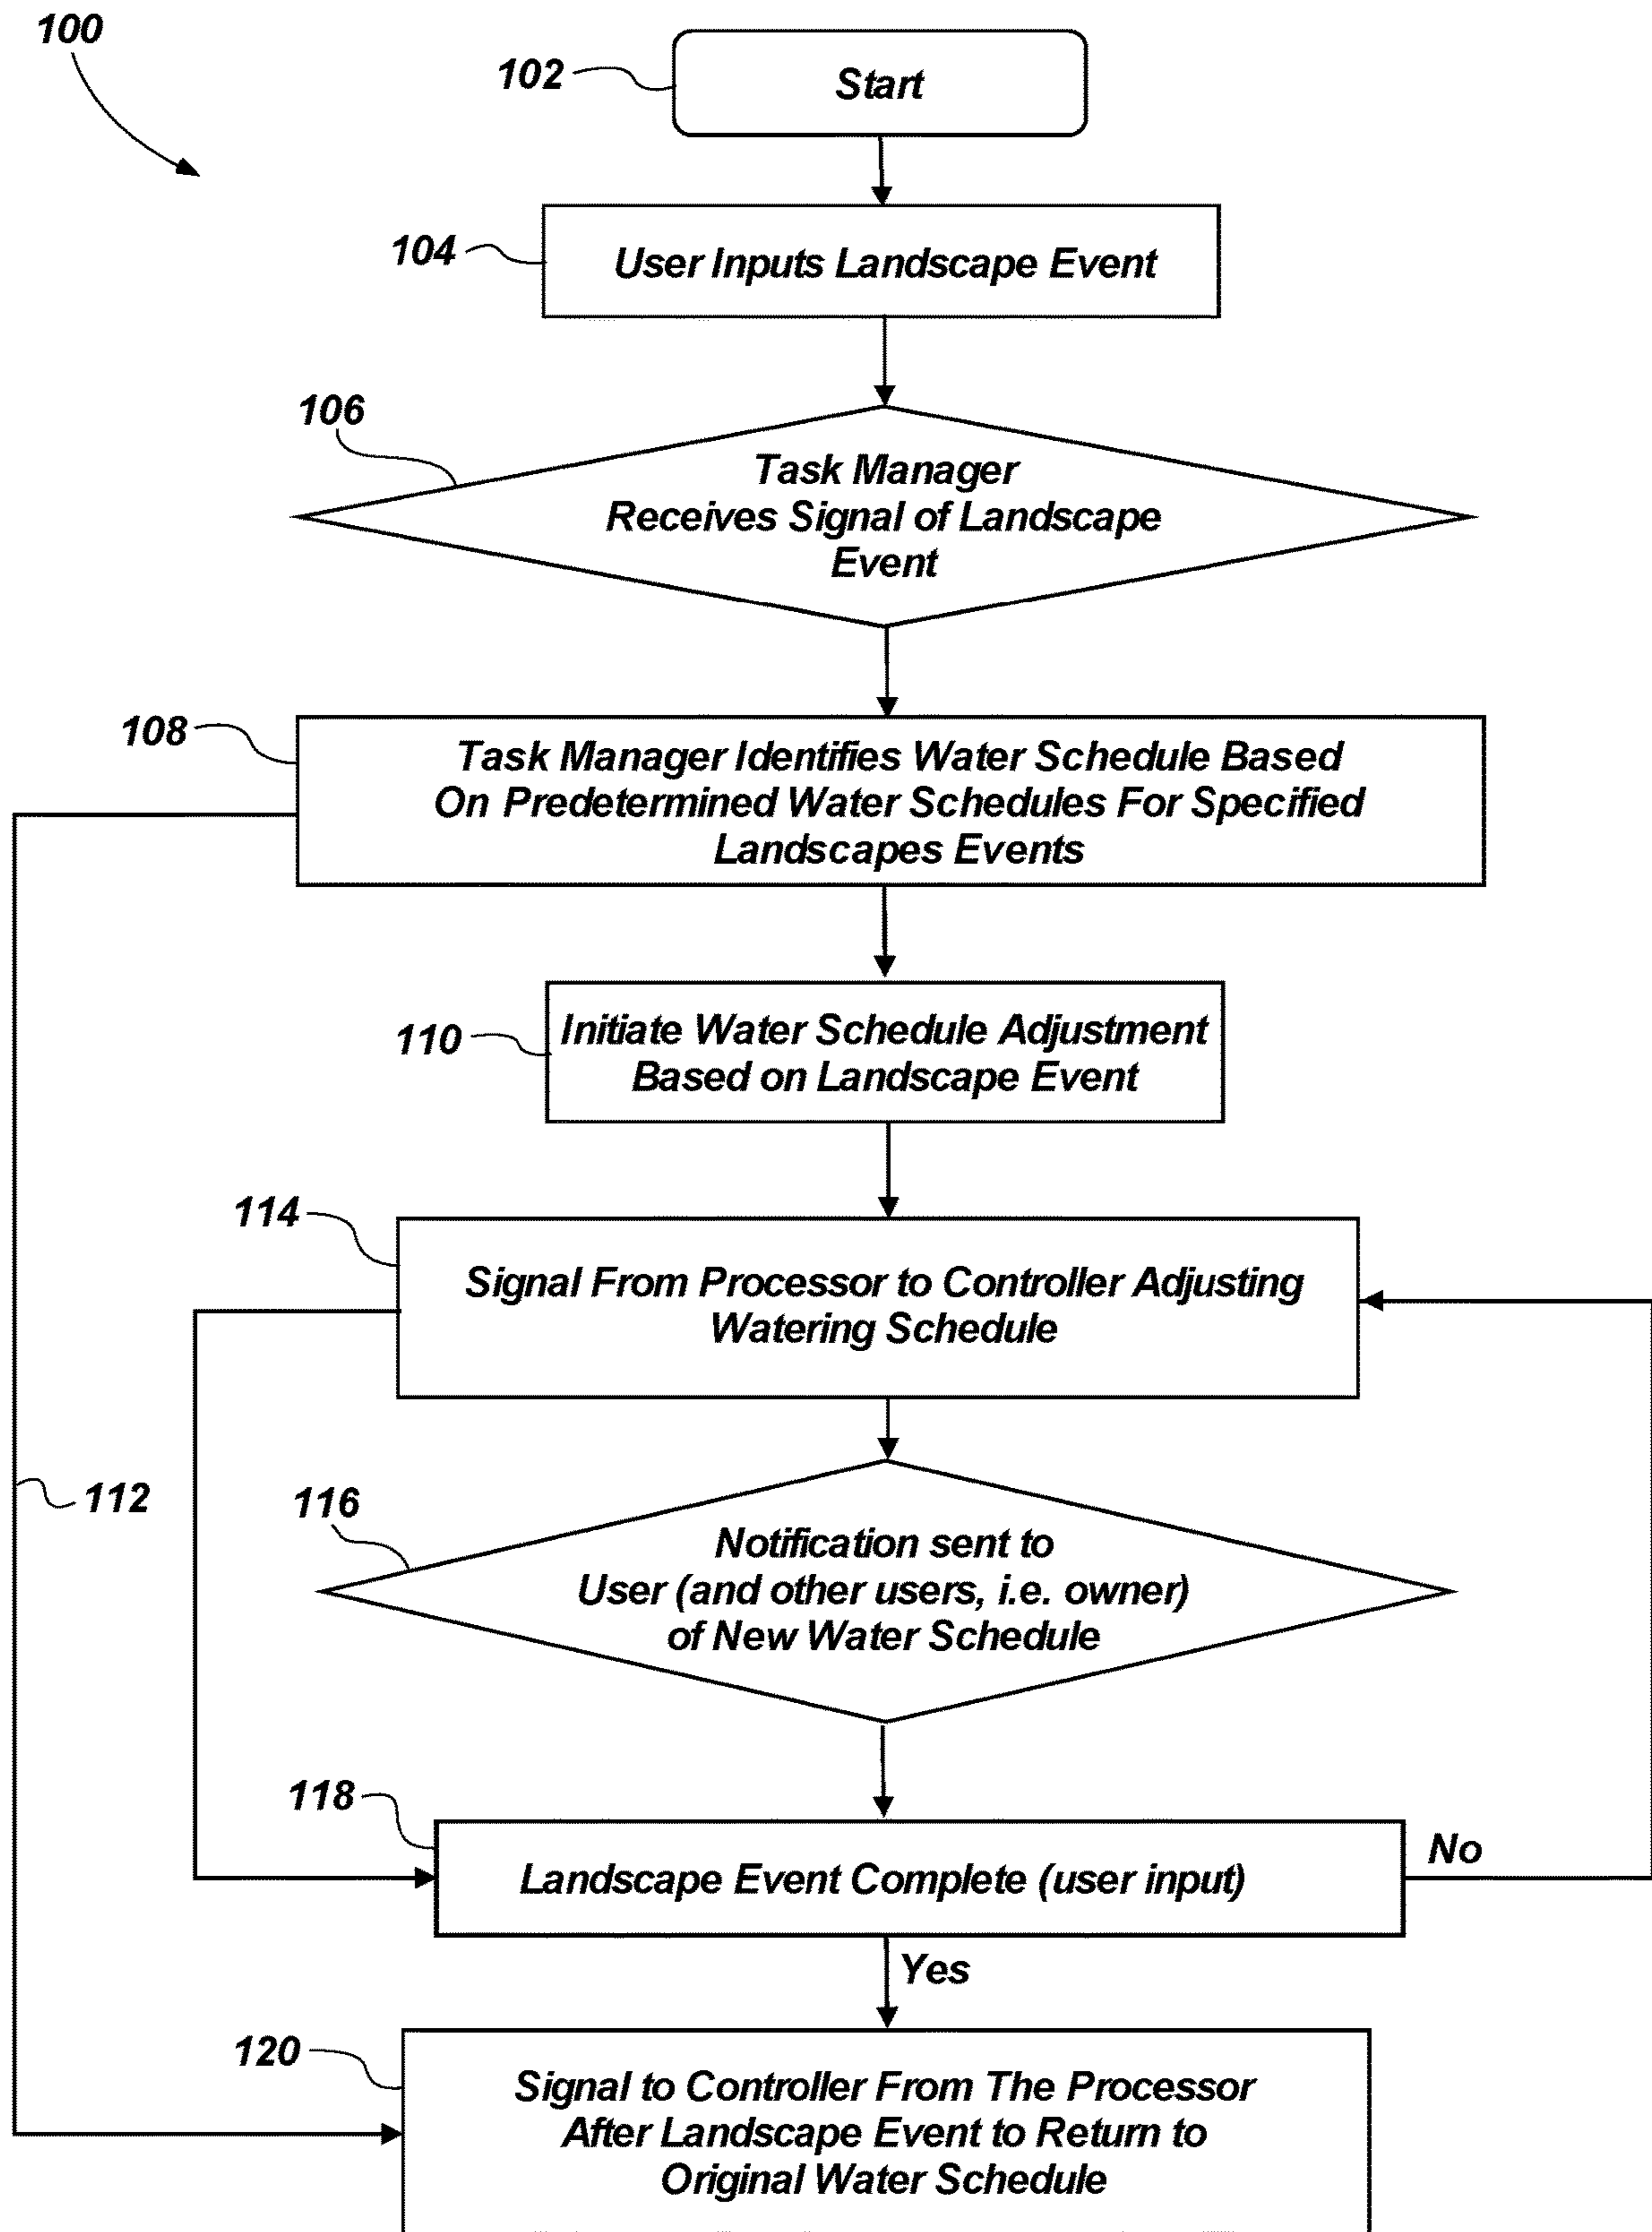 100
102
Start
104
User Inputs Landscape Event
106
Task Manager
Receives Signal of Landscape
Event
108
Task Manager Identifies Water Schedule Based
On Predetermined Water Schedules For Specified
Landscapes Events
110
Initiate Water Schedule Adjustment
Based on Landscape Event
114
Signal From Processor to Controller Adjusting
Watering Schedule
112
116
Notification sent to
User (and other users, i.e. owner)
of New Water Schedule
118
Landscape Event Complete (user input)
No
Yes
120
Signal to Controller From The Processor
After Landscape Event to Return to
Original Water Schedule